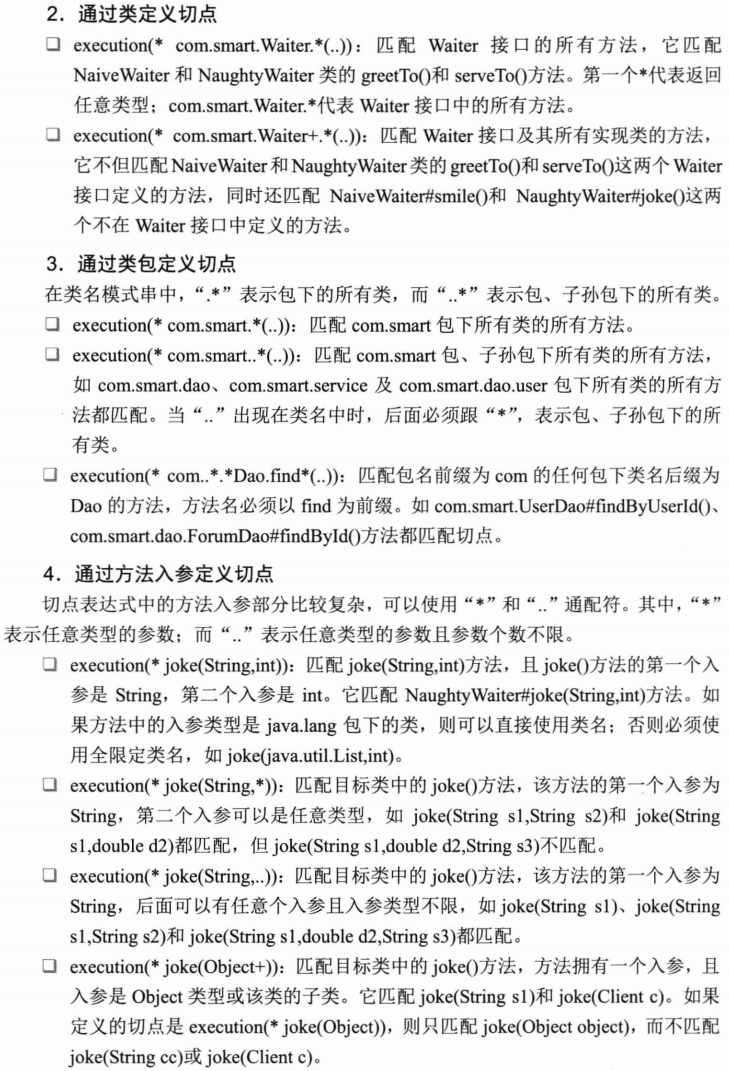 2．通过类定义切点
❑ execution(* com.smart.Waiter.*(..))：匹配 Waiter 接口的所有方法，它匹配
NaiveWaiter 和 NaughtyWaiter 类的 greetTo()和 serveTo()方法。第一个*代表返回
任意类型；com.smart.Waiter.*代表 Waiter 接口中的所有方法。
❑ execution(* com.smart.Waiter+.*(..))：匹配 Waiter 接口及其所有实现类的方法，
它不但匹配 NaiveWaiter 和 NaughtyWaiter 类的 greetTo()和 serveTo()这两个 Waiter
接口定义的方法，同时还匹配 NaiveWaiter#smile()和 NaughtyWaiter#joke()这两
个不在 Waiter 接口中定义的方法。
3．通过类包定义切点
在类名模式串中，“.*”表示包下的所有类，而“..*”表示包、子孙包下的所有类。
❑ execution(* com.smart.*(..))：匹配 com.smart 包下所有类的所有方法。
❑ execution(* com.smart..*(..))：匹配 com.smart 包、子孙包下所有类的所有方法，
如 com.smart.dao、com.smart.service 及 com.smart.dao.user 包下所有类的所有方
法都匹配。当“..”出现在类名中时，后面必须跟“*”，表示包、子孙包下的所
有类。
❑ execution(* com..*.*Dao.find*(..))：匹配包名前缀为 com 的任何包下类名后缀为
Dao 的方法，方法名必须以 find 为前缀。如 com.smart.UserDao#findByUserId()、
com.smart.dao.ForumDao#findById()方法都匹配切点。
4．通过方法入参定义切点
切点表达式中的方法入参部分比较复杂，可以使用“*”和“..”通配符。其中，“*”
表示任意类型的参数；而“..”表示任意类型的参数且参数个数不限。
❑ execution(* joke(String,int))：匹配 joke(String,int)方法，且 joke()方法的第一个入
参是 String，第二个入参是 int。它匹配 NaughtyWaiter#joke(String,int)方法。如
果方法中的入参类型是 java.lang 包下的类，则可以直接使用类名；否则必须使
用全限定类名，如 joke(java.util.List,int)。
❑ execution(* joke(String,*))：匹配目标类中的 joke()方法，该方法的第一个入参为
String，第二个入参可以是任意类型，如 joke(String s1,String s2)和 joke(String
s1,double d2)都匹配，但 joke(String s1,double d2,String s3)不匹配。
❑ execution(* joke(String,..))：匹配目标类中的 joke()方法，该方法的第一个入参为
String，后面可以有任意个入参且入参类型不限，如 joke(String s1)、joke(String
s1,String s2)和 joke(String s1,double d2,String s3)都匹配。
❑ execution(* joke(Object+))：匹配目标类中的 joke()方法，方法拥有一个入参，且
入参是 Object 类型或该类的子类。它匹配 joke(String s1)和 joke(Client c)。如果
定义的切点是 execution(* joke(Object))，则只匹配 joke(Object object)，而不匹配
joke(String cc)或 joke(Client c)。